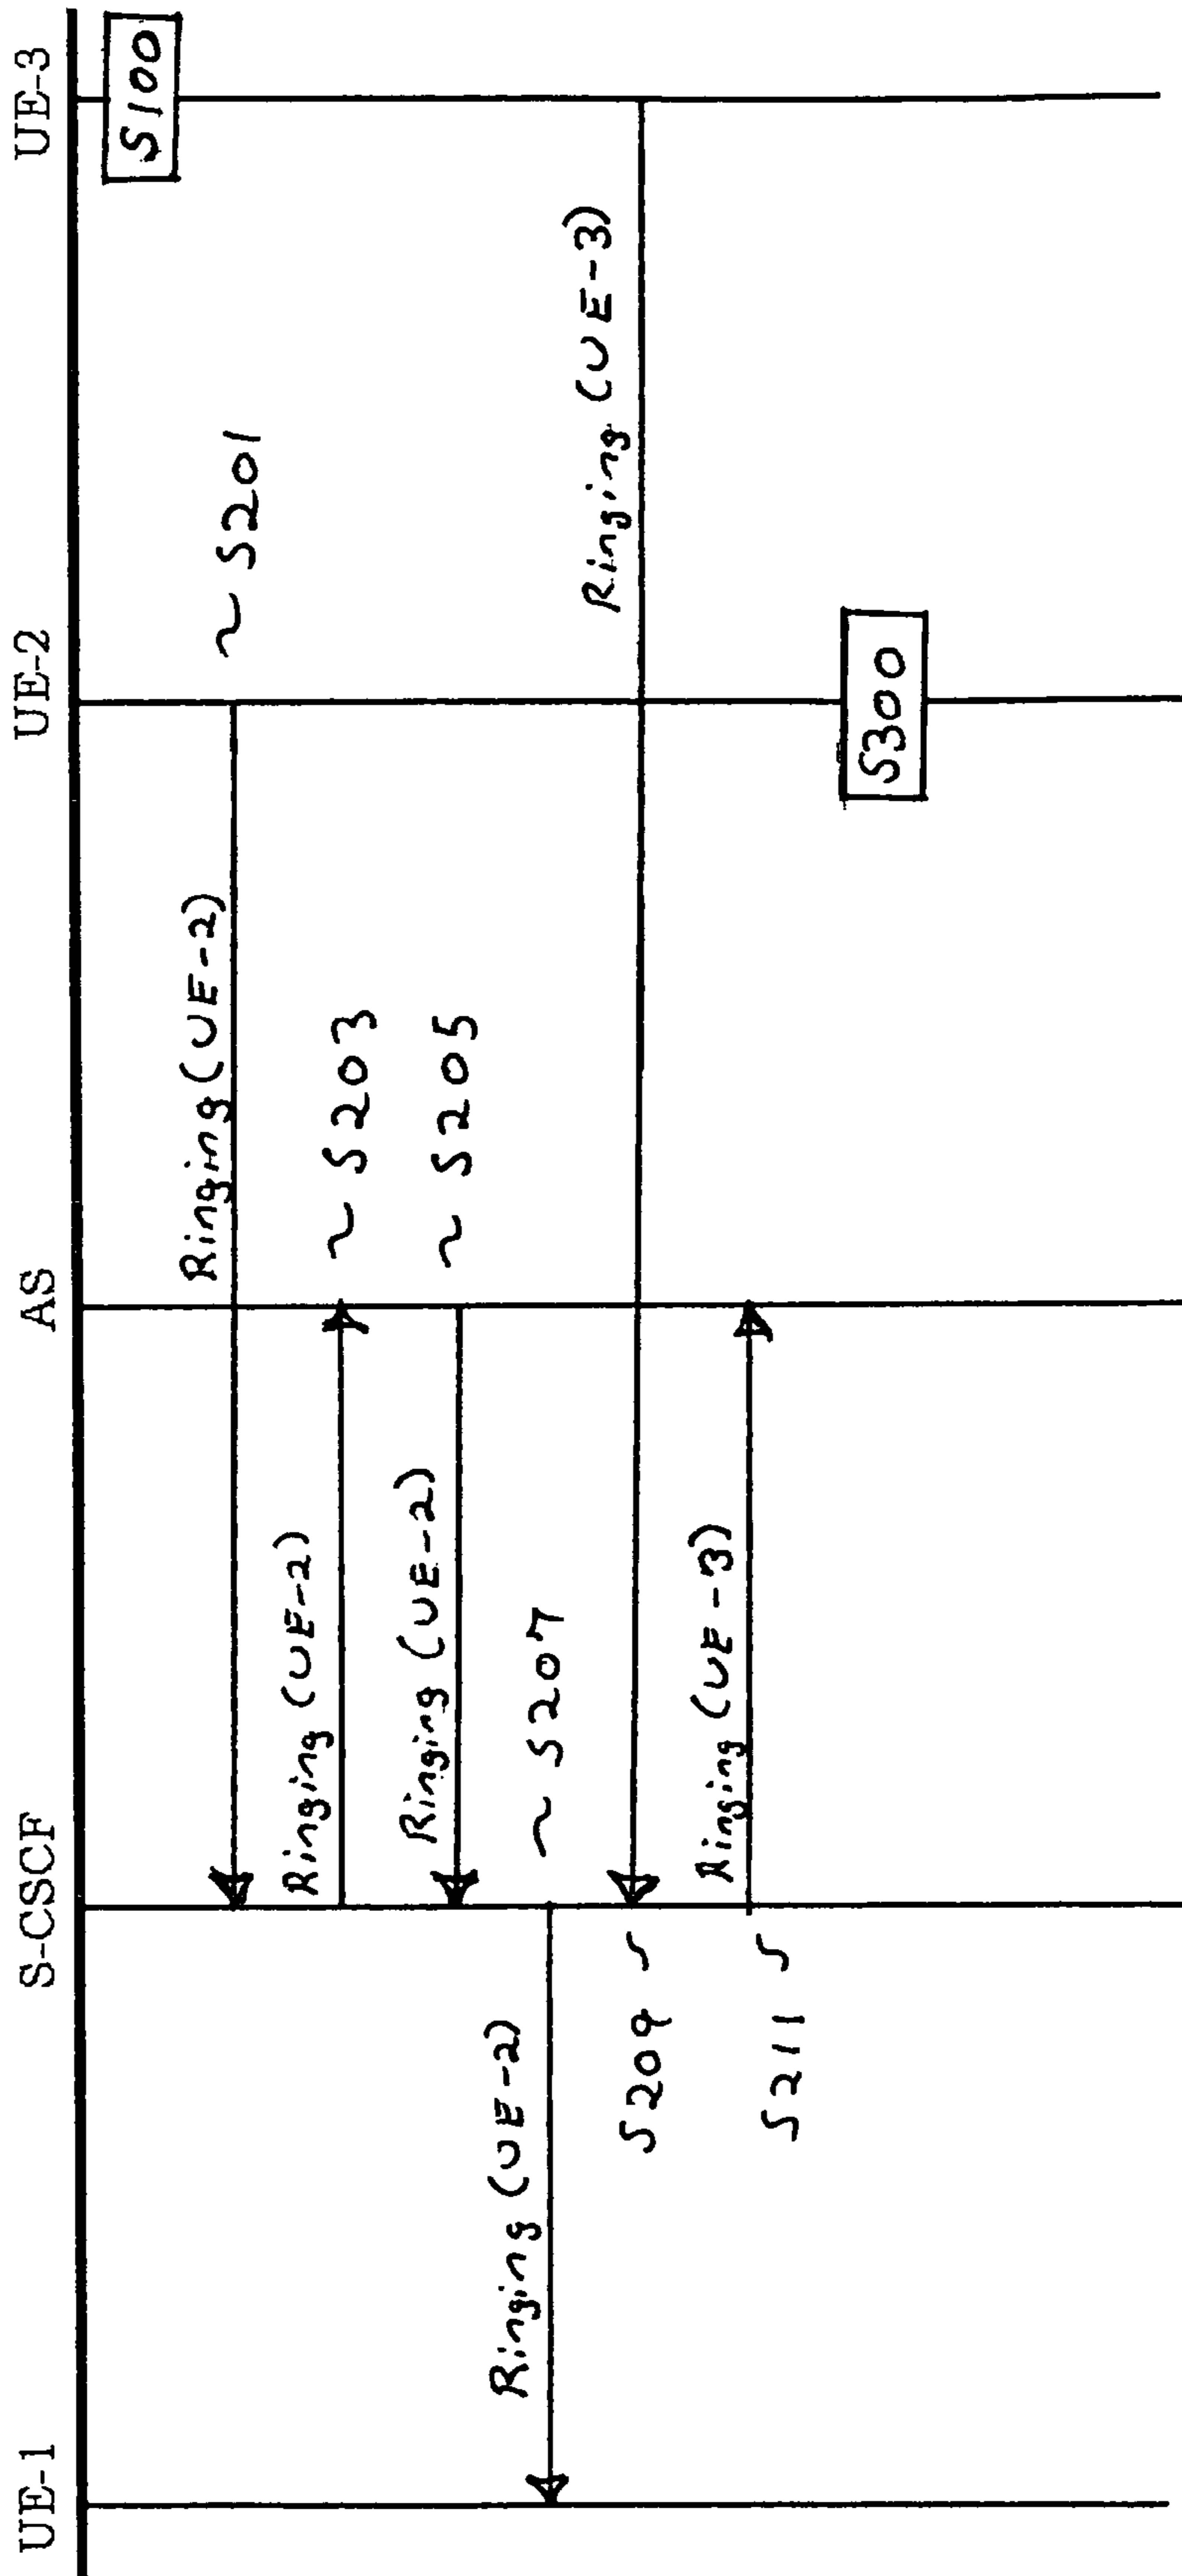 UE-1 S-CSCF AS UE-2 UE-3
S100
Ringing (UE-2) ~ S201
Ringing (UE-2) ~ S203
Ringing (UE-2) ~ S205
Ringing (UE-2) ~ S207
Ringing (UE-3)
S209
Ringing (UE-3)
S211
S300